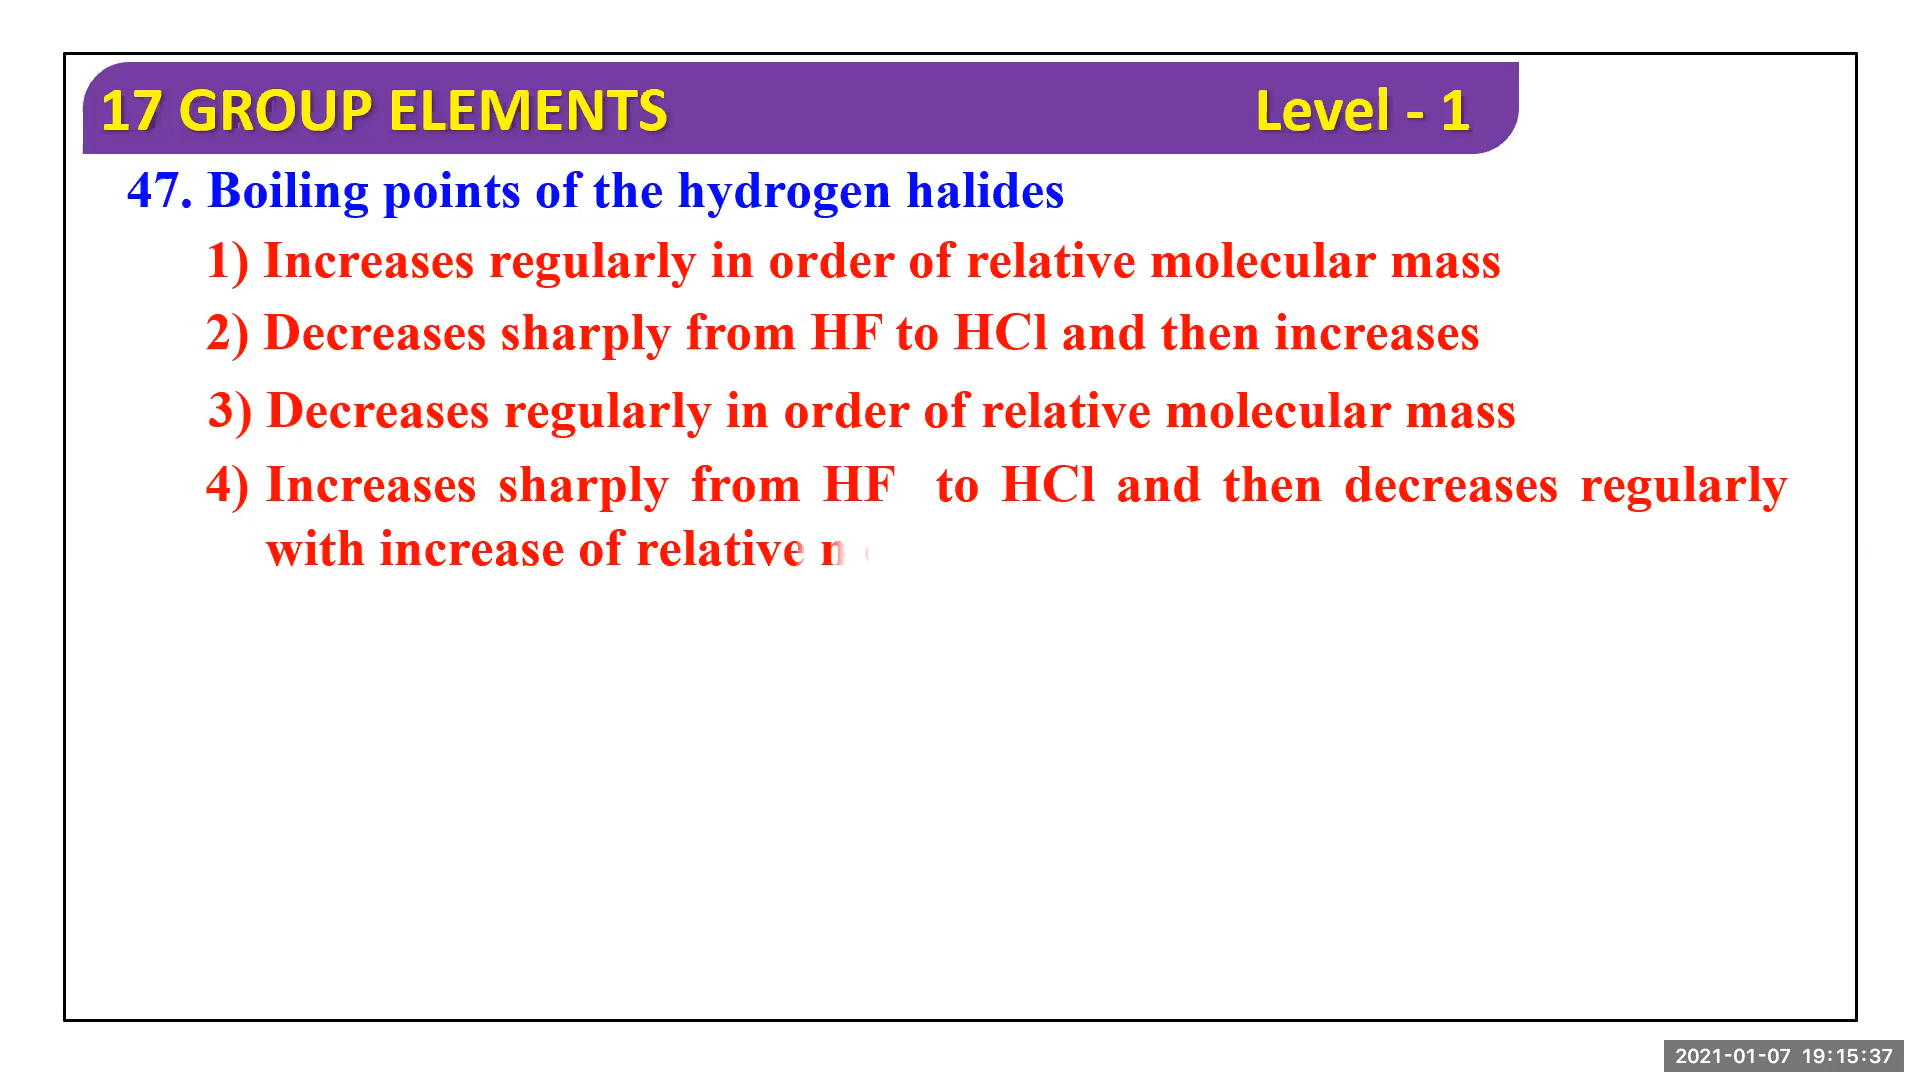 17 GROUP ELEMENTS Level - 1
47. Boiling points of the hydrogen halides
1) Increases regularly in order of relative molecular mass
2) Decreases sharply from HF to HCl and then increases
3) Decreases regularly in order of relative molecular mass
4) Increases sharply from HF to HCl and then decreases regularly
with increase of relative
2021-01-07 19:15:37